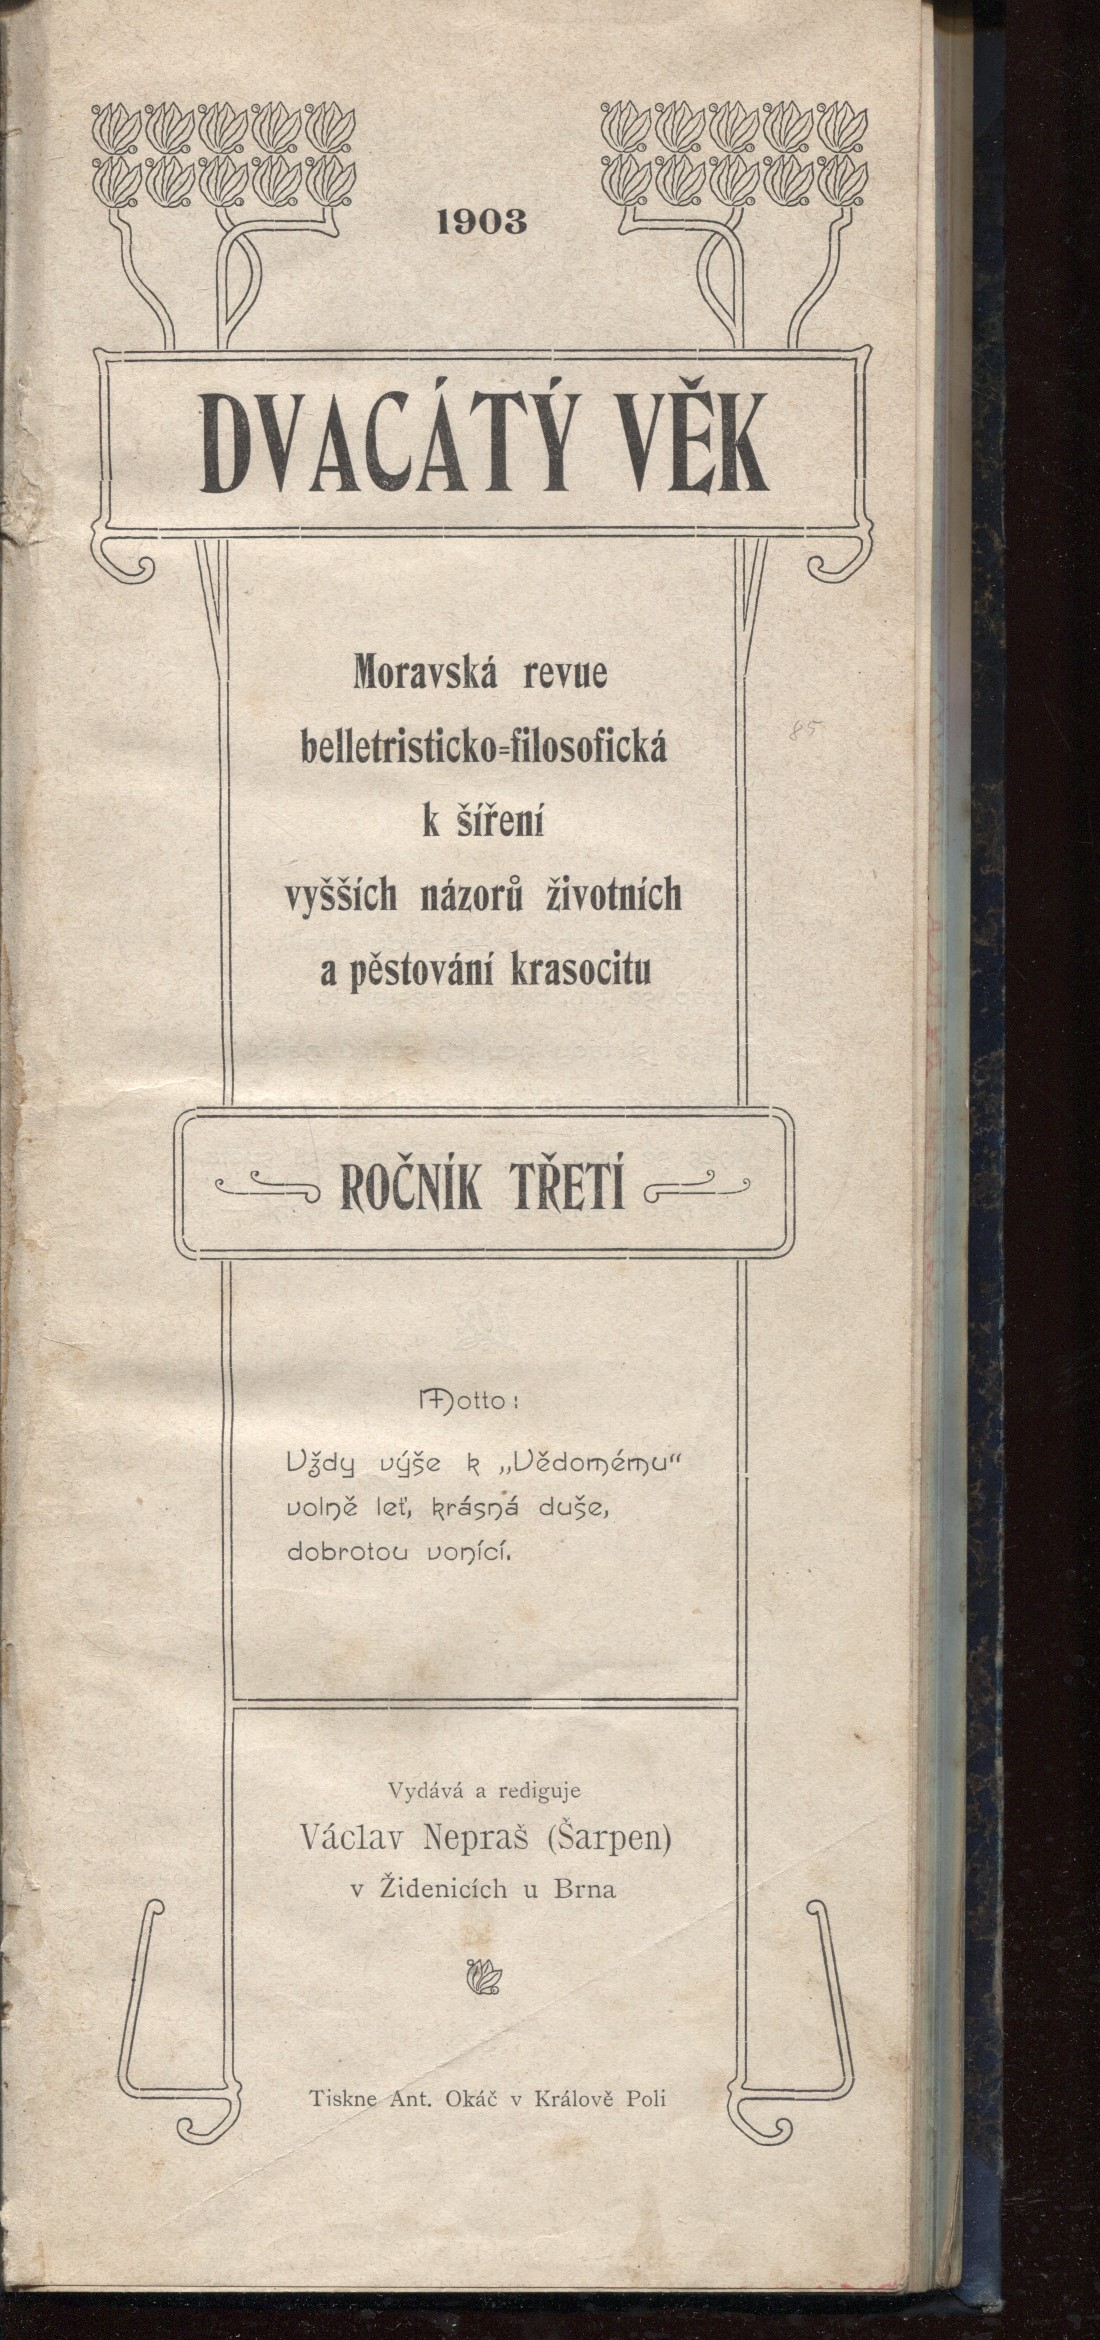 1903
DVACÁTÝ VĚK
Moravská revue
belletristicko=filosofická
k šíření
vyšších názorů životních
a pěstování krasocitu
85
ROČNÍK TŘETÍ
Motto:
Vždy výše k „Vědomému“
volně leť, krásná duše,
dobrotou vonící.
Vydává a rediguje
Václav Nepraš (Šarpen)
v Židenicích u Brna
Tiskne Ant. Okáč v Králově Poli